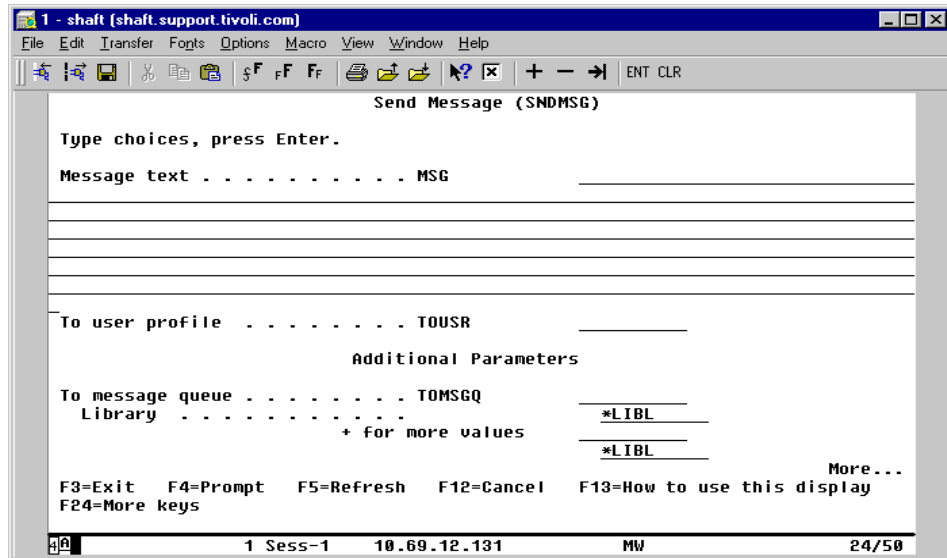 1 - shaft (shaft.support.tivoli.com)
File Edit Transfer Fonts Options Macro View Window Help
ENT CLR
Send Message (SNDMSG)
Type choices, press Enter.
Message text . . . . . . . . . . MSG
To user profile . . . . . . . . TOUSR
Additional Parameters
To message queue . . . . . . . . TOMSGQ
Library . . . . . . . . . . . *LIBL
+ for more values
*LIBL
More...
F3=Exit F4=Prompt F5=Refresh F12=Cancel F13=How to use this display
F24=More keys
4A 1 Sess-1 10.69.12.131 MW 24/50